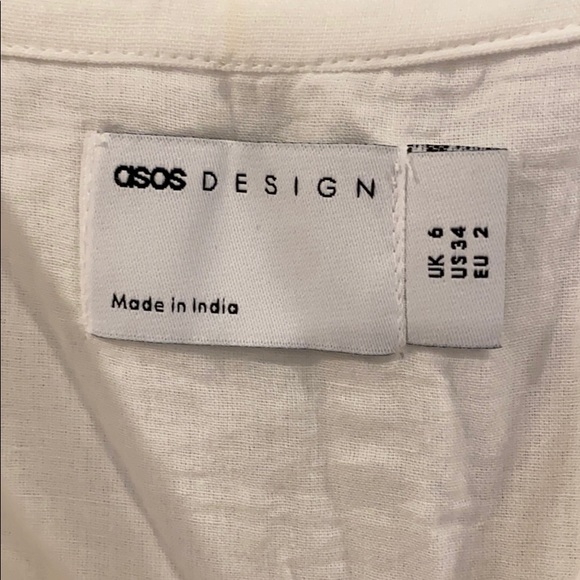 asos DESIGN
Made in India
UK 6
US 34
EU 2